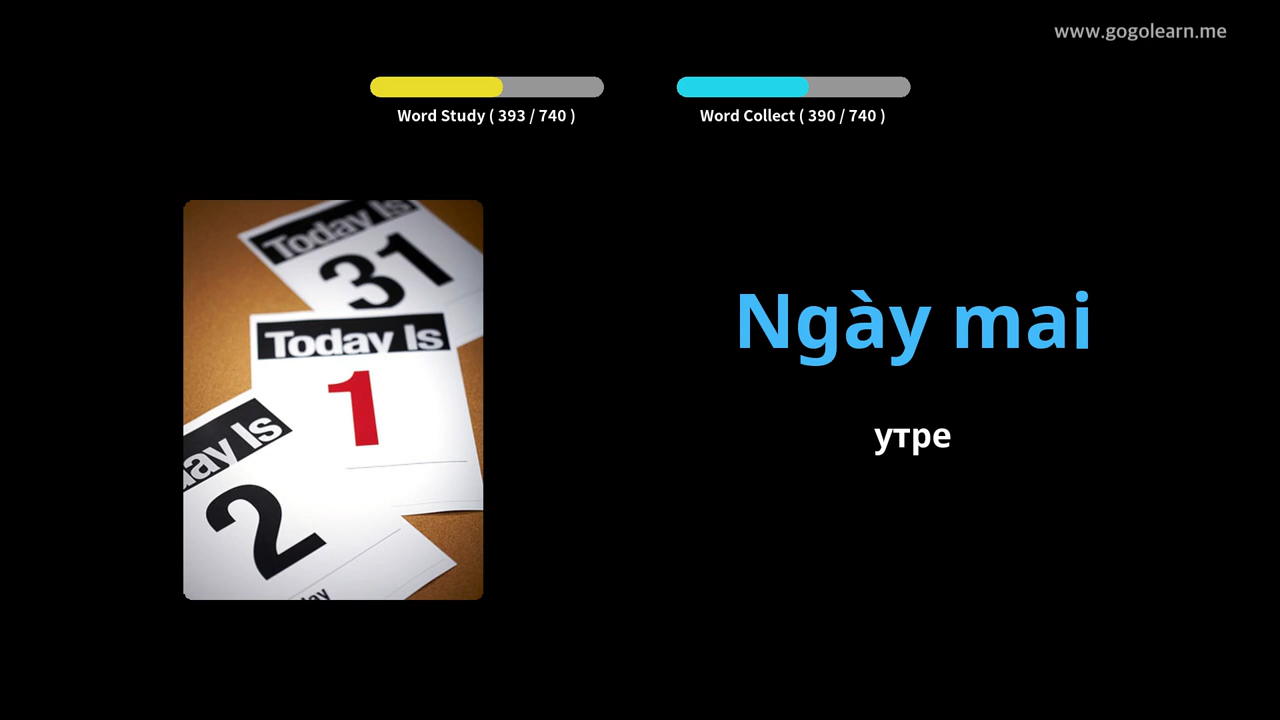 www.gogolearn.me
Word Study ( 393 / 740 )
Word Collect ( 390 / 740 )
Today Is
31
Today Is
1
ay Is
2
Ngày mai
утре